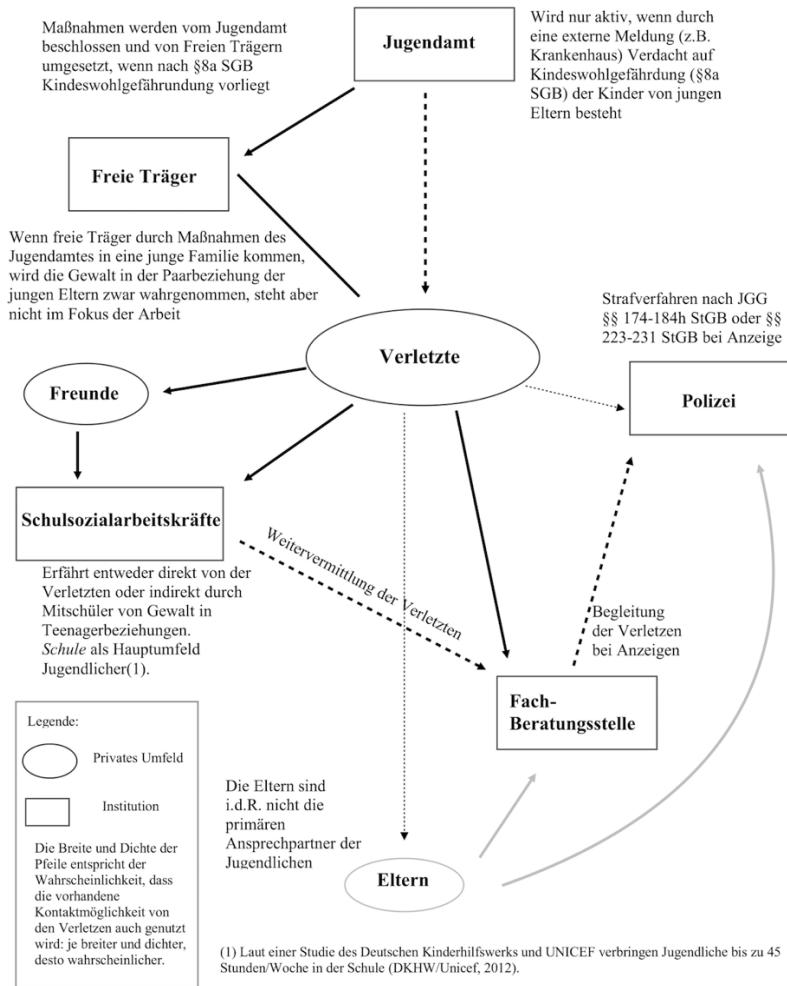 Maßnahmen werden vom Jugendamt
beschlossen und von Freien Trägern
umgesetzt, wenn nach §8a SGB
Kindeswohlgefährundung vorliegt
Jugendamt
Wird nur aktiv, wenn durch
eine externe Meldung (z.B.
Krankenhaus) Verdacht auf
Kindeswohlgefährdung (§8a
SGB) der Kinder von jungen
Eltern besteht
Freie Träger
Wenn freie Träger durch Maßnahmen des
Jugendamtes in eine junge Familie kommen,
wird die Gewalt in der Paarbeziehung der
jungen Eltern zwar wahrgenommen, steht aber
nicht im Fokus der Arbeit
Strafverfahren nach JGG
§§ 174-184h StGB oder §§
223-231 StGB bei Anzeige
Verletzte
Freunde
Polizei
Schulsozialarbeitskräfte
Weitervermittlung der Verletzten
Erfährt entweder direkt von der
Verletzten oder indirekt durch
Mitschüler von Gewalt in
Teenagerbeziehungen.
Schule als Hauptumfeld
Jugendlicher(1).
Begleitung
der Verletzen
bei Anzeigen
Fach-
Beratungsstelle
Legende:
Privates Umfeld
Institution
Die Breite und Dichte der
Pfeile entspricht der
Wahrscheinlichkeit, dass
die vorhandene
Kontaktmöglichkeit von
den Verletzen auch genutzt
wird: je breiter und dichter,
desto wahrscheinlicher.
Die Eltern sind
i.d.R. nicht die
primären
Ansprechpartner der
Jugendlichen
Eltern
(1) Laut einer Studie des Deutschen Kinderhilfswerks und UNICEF verbringen Jugendliche bis zu 45
Stunden/Woche in der Schule (DKHW/Unicef, 2012).